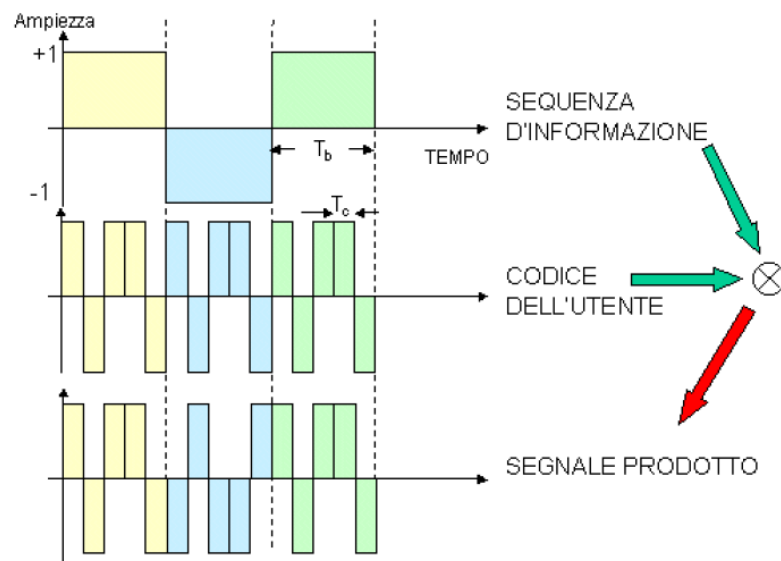 Ampiezza
+1
-1
T_b
TEMPO
T_c
SEQUENZA
D'INFORMAZIONE
CODICE
DELL'UTENTE
SEGNALE PRODOTTO